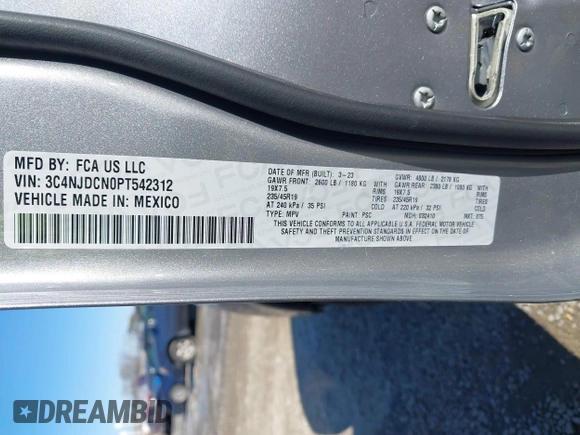 MFD BY: FCA US LLC
VIN: 3C4NJDCN0PT542312
VEHICLE MADE IN: MEXICO
DATE OF MFR (BUILT): 3-23
GVWR: 4800 LB / 2178 KG
GAWR FRONT: 2600 LB / 1180 KG WITH
GAWR REAR: 2380 LB / 1080 KG WITH
19X7.5 RIMS
19X7.5 RIMS
235/45R19 TIRES
235/45R19 TIRES
AT 240 kPa / 35 PSI COLD
AT 220 kPa / 32 PSI COLD
TYPE: MPV
PAINT: PSC
MDH: 032410
THIS VEHICLE CONFORMS TO ALL APPLICABLE U.S.A. FEDERAL MOTOR VEHICLE
SAFETY AND THEFT PREVENTION STANDARDS IN EFFECT ON THE DATE OF
MANUFACTURE SHOWN ABOVE.
DREAMBID